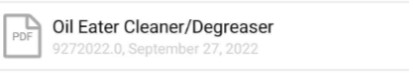 PDF
Oil Eater Cleaner/Degreaser
9272022.0, September 27, 2022